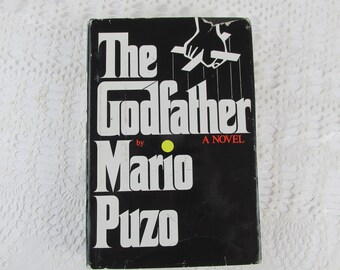 The
Godfather
by A NOVEL
Mario
Puzo